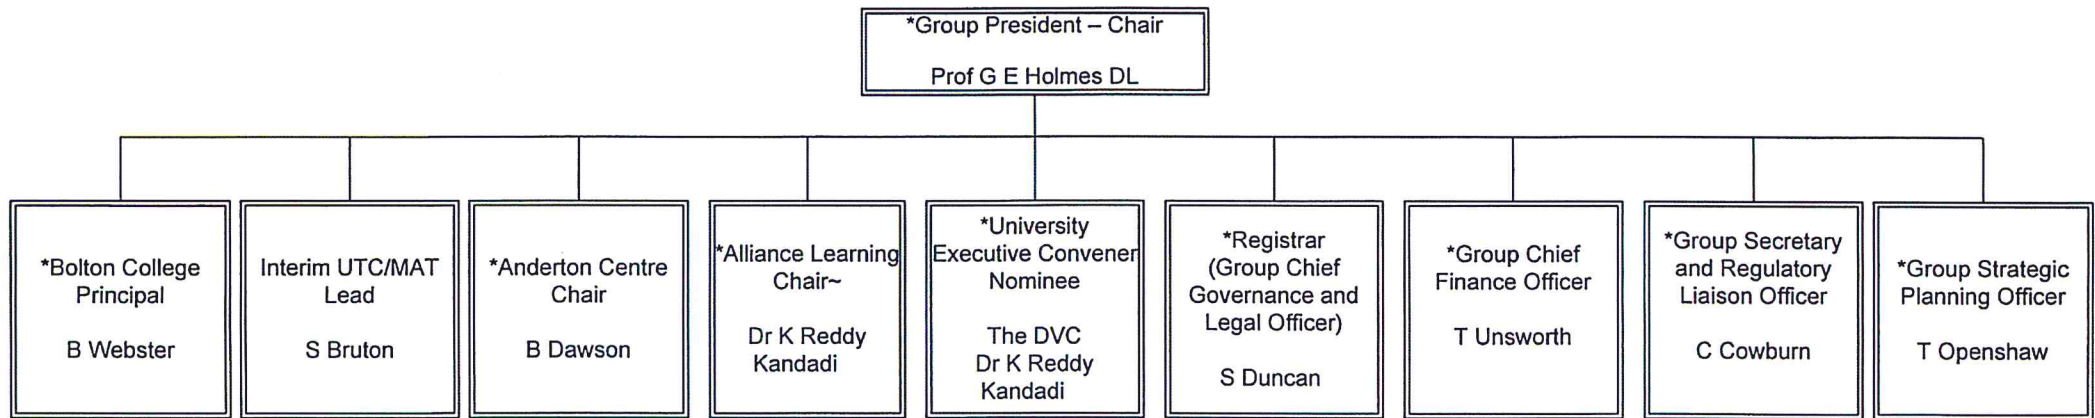 *Group President – Chair
Prof G E Holmes DL
*Bolton College
Principal
B Webster
Interim UTC/MAT
Lead
S Bruton
*Anderton Centre
Chair
B Dawson
*Alliance Learning
Chair~
Dr K Reddy
Kandadi
*University
Executive Convener
Nominee
The DVC
Dr K Reddy
Kandadi
*Registrar
(Group Chief
Governance and
Legal Officer)
S Duncan
*Group Chief
Finance Officer
T Unsworth
*Group Secretary
and Regulatory
Liaison Officer
C Cowburn
*Group Strategic
Planning Officer
T Openshaw